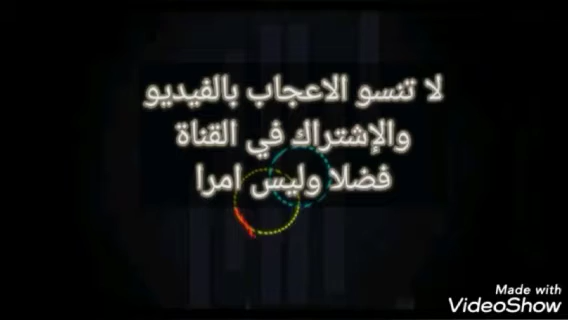 لا تنسو الاعجاب بالفيديو
والإشتراك في القناة
فضلا وليس امرا
Made with
VideoShow